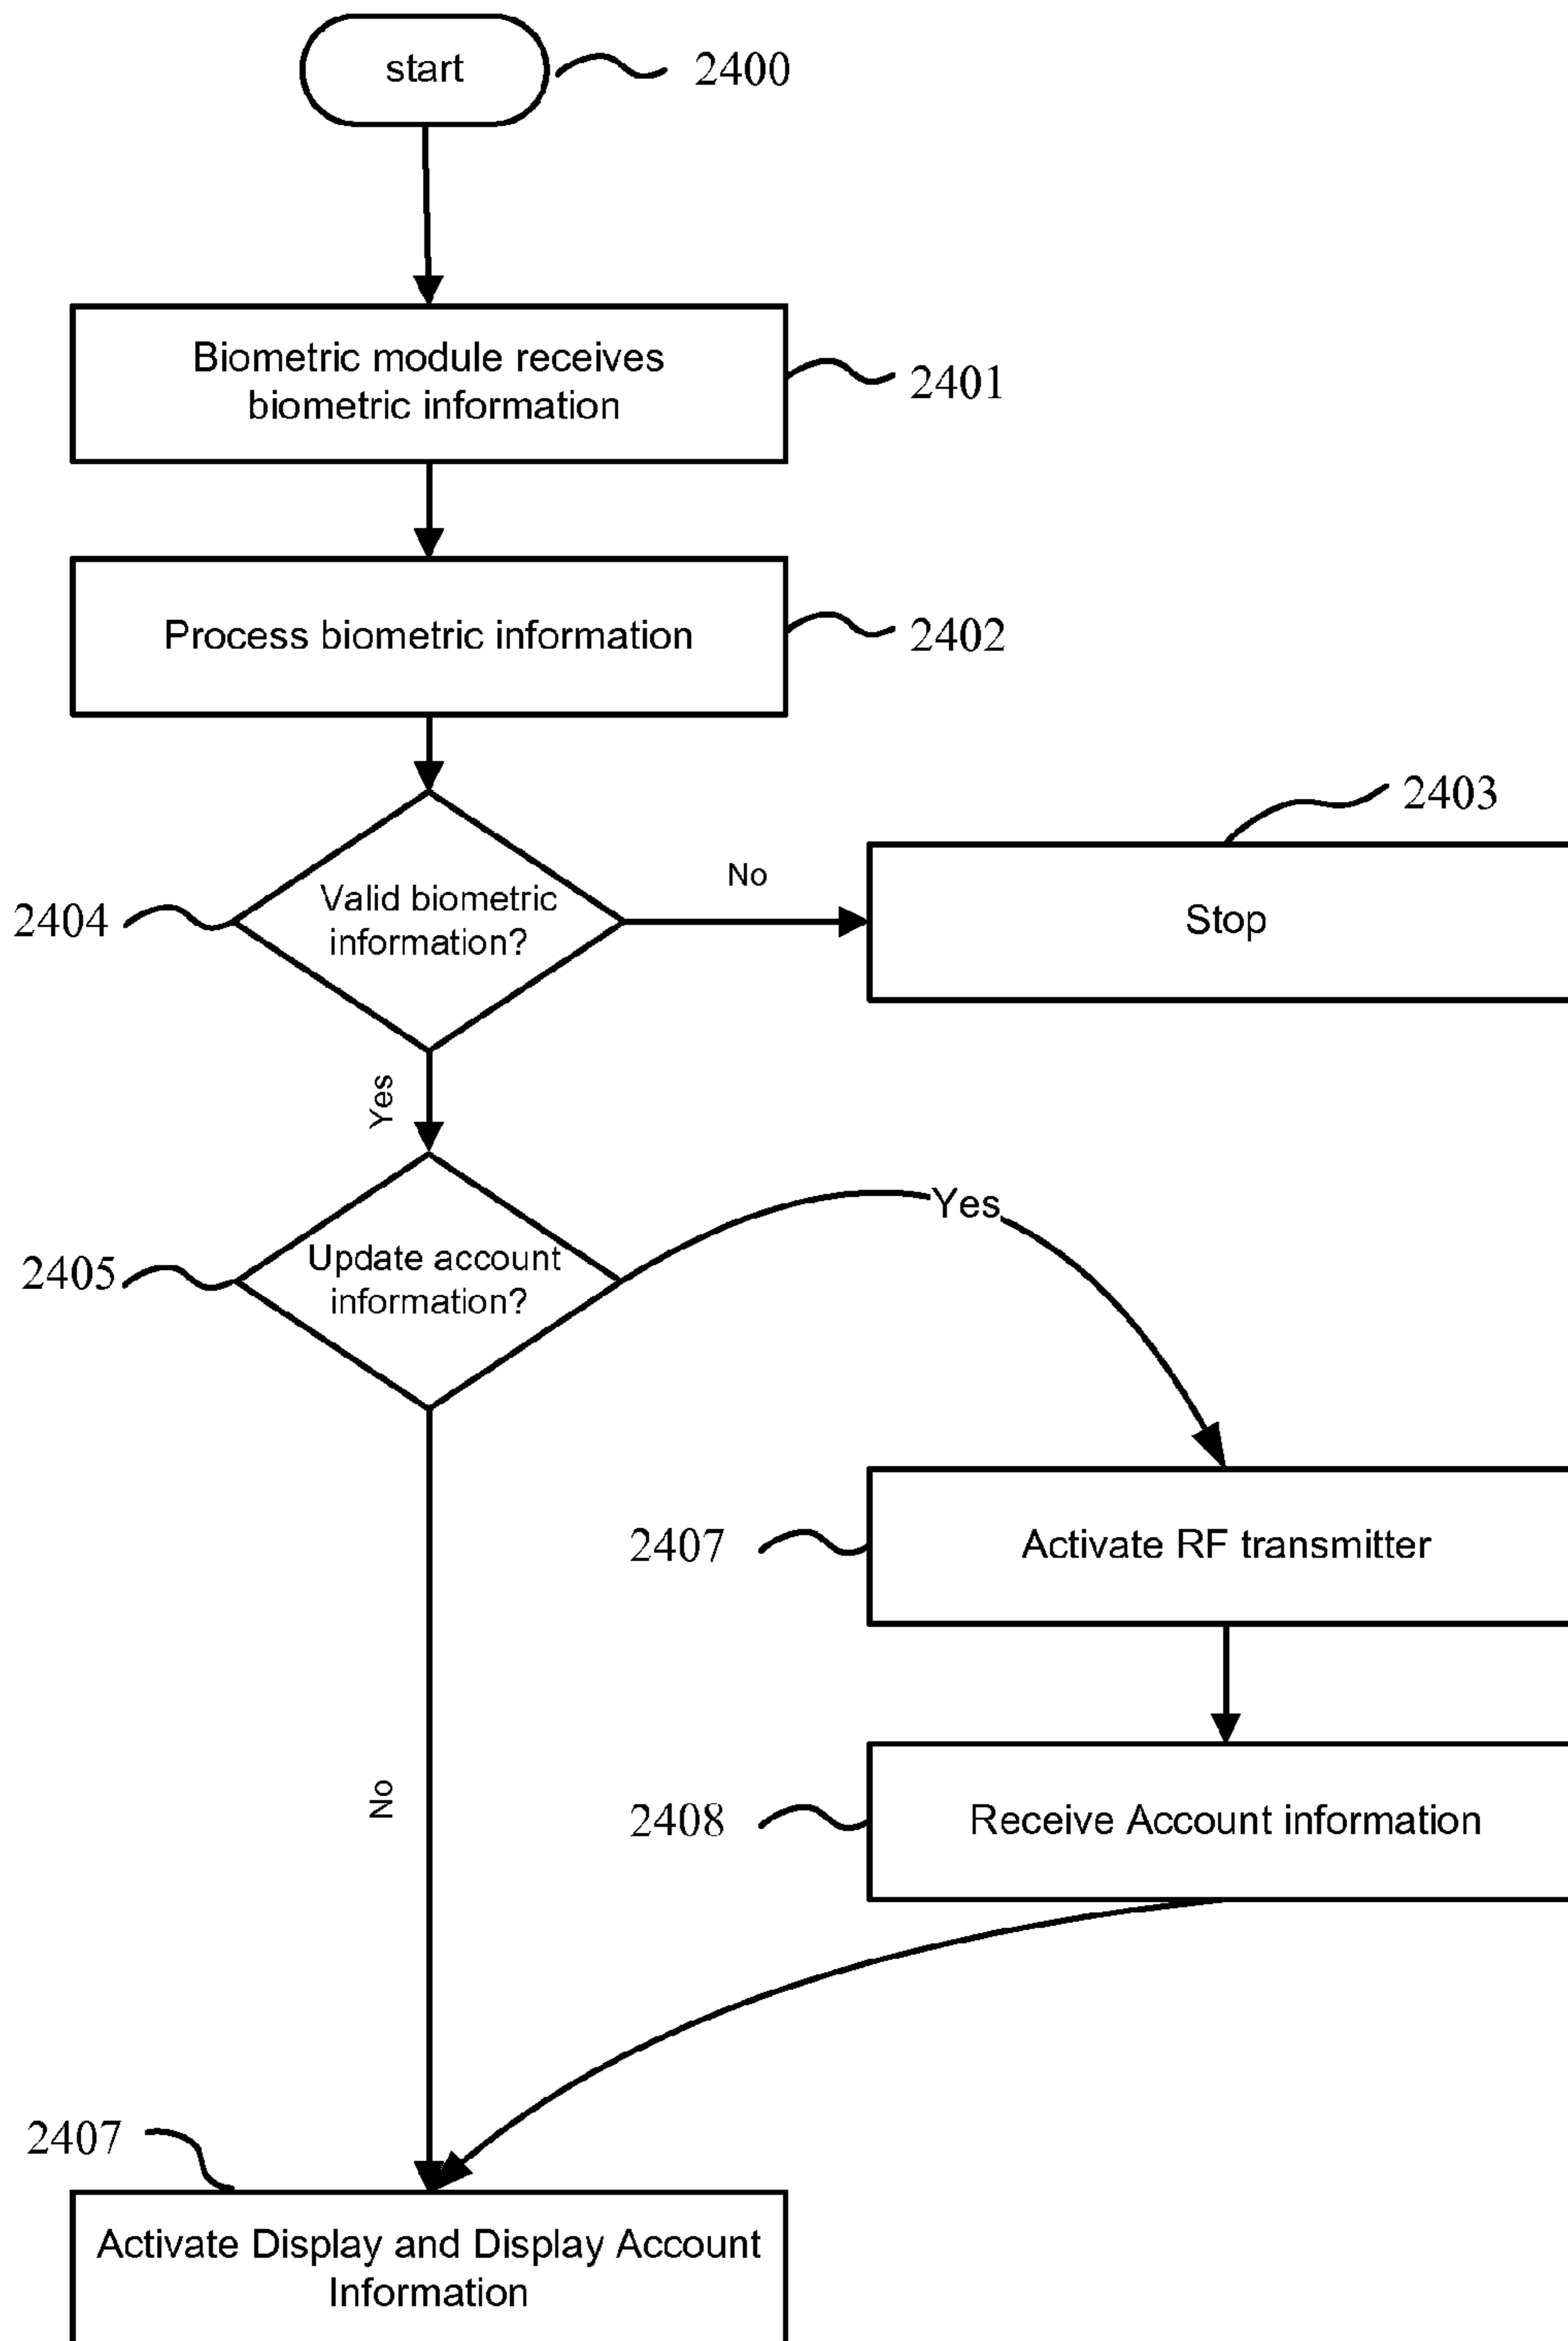 start
2400
Biometric module receives
biometric information
2401
Process biometric information
2402
2403
Stop
No
Valid biometric
information?
2404
Yes
Update account
information?
2405
Yes
2407
Activate RF transmitter
2408
Receive Account information
No
2407
Activate Display and Display Account
Information